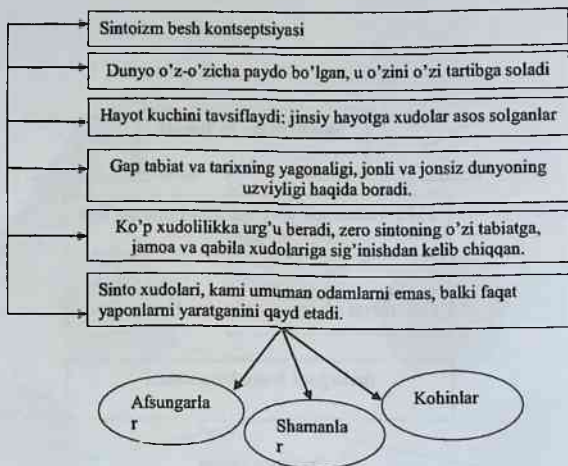 Sintoizm besh kontseptsiyasi
Dunyo o'z-o'zicha paydo bo'lgan, u o'zini o'zi tartibga soladi
Hayot kuchini tavsiflaydi: jinsiy hayotga xudolar asos solganlar
Gap tabiat va tarixning yagonaligi, jonli va jonsiz dunyoning
uzviyligi haqida boradi.
Ko'p xudolilikka urg'u beradi, zero sintoning o'zi tabiatga,
jamoa va qabila xudolariga sig'inishdan kelib chiqqan.
Sinto xudolari, kami umuman odamlarni emas, balki faqat
yaponlarni yaratganini qayd etadi.
Afsungarla
r
Shamanla
r
Kohinlar